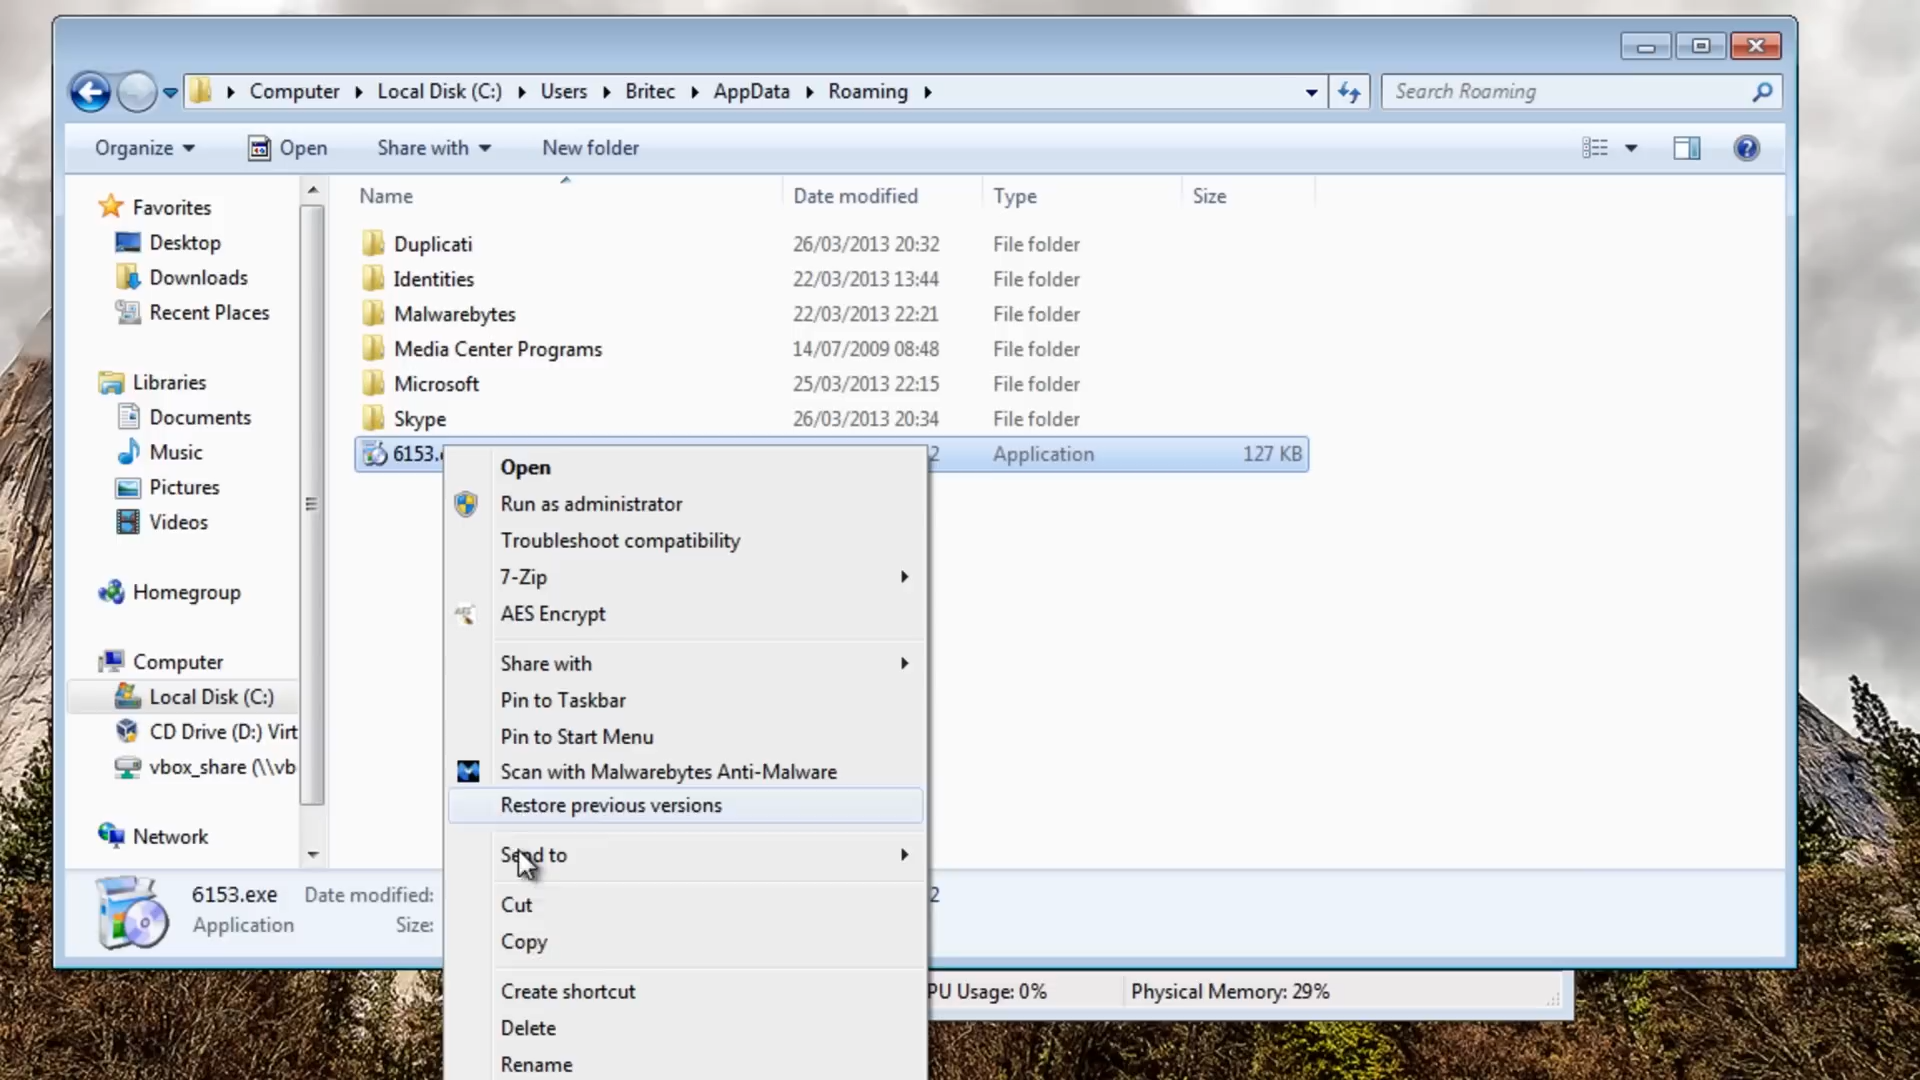 Computer Local Disk (C:) Users Britec AppData Roaming
Search Roaming
Organize Open Share with New folder
Favorites
Desktop
Downloads
Recent Places
Libraries
Documents
Music
Pictures
Videos
Homegroup
Computer
Local Disk (C:)
CD Drive (D:) Virt
vbox_share (\\vb
Network
Name Date modified Type Size
Duplicati 26/03/2013 20:32 File folder
Identities 22/03/2013 13:44 File folder
Malwarebytes 22/03/2013 22:21 File folder
Media Center Programs 14/07/2009 08:48 File folder
Microsoft 25/03/2013 22:15 File folder
Skype 26/03/2013 20:34 File folder
6153. 2 Application 127 KB
Open
Run as administrator
Troubleshoot compatibility
7-Zip
AES Encrypt
Share with
Pin to Taskbar
Pin to Start Menu
Scan with Malwarebytes Anti-Malware
Restore previous versions
Send to
Cut
Copy
Create shortcut
Delete
Rename
6153.exe Date modified: 2
Application Size:
PU Usage: 0% Physical Memory: 29%